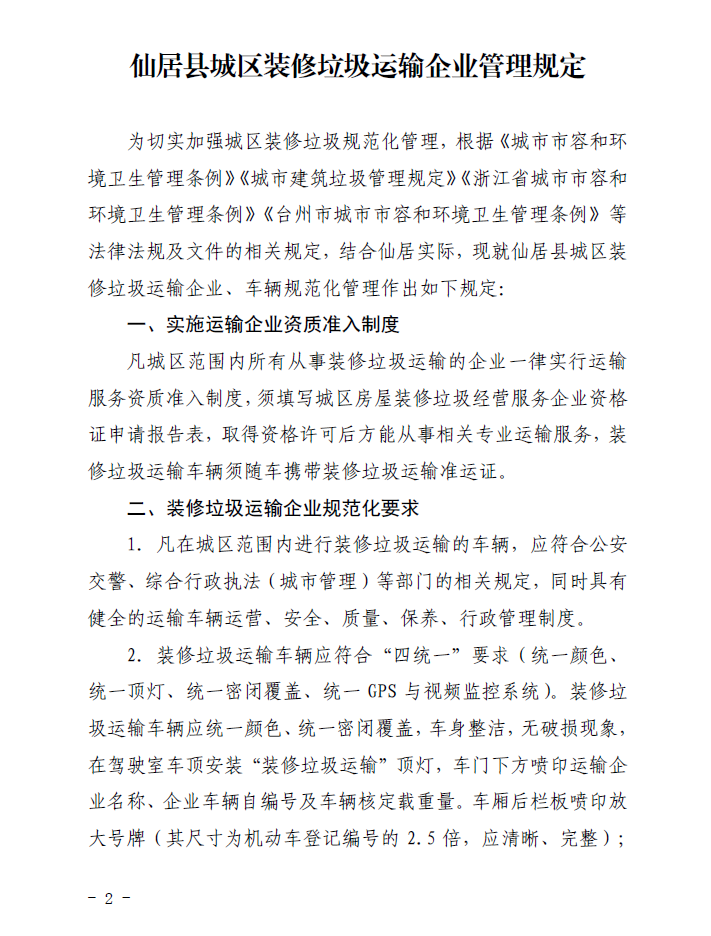 仙居县城区装修垃圾运输企业管理规定
为切实加强城区装修垃圾规范化管理，根据《城市市容和环
境卫生管理条例》《城市建筑垃圾管理规定》《浙江省城市市容和
环境卫生管理条例》《台州市城市市容和环境卫生管理条例》等
法律法规及文件的相关规定，结合仙居实际，现就仙居县城区装
修垃圾运输企业、车辆规范化管理作出如下规定：
一、实施运输企业资质准入制度
凡城区范围内所有从事装修垃圾运输的企业一律实行运输
服务资质准入制度，须填写城区房屋装修垃圾经营服务企业资格
证申请报告表，取得资格许可后方能从事相关专业运输服务，装
修垃圾运输车辆须随车携带装修垃圾运输准运证。
二、装修垃圾运输企业规范化要求
1. 凡在城区范围内进行装修垃圾运输的车辆，应符合公安
交警、综合行政执法（城市管理）等部门的相关规定，同时具有
健全的运输车辆运营、安全、质量、保养、行政管理制度。
2. 装修垃圾运输车辆应符合“四统一”要求（统一颜色、
统一顶灯、统一密闭覆盖、统一 GPS 与视频监控系统）。装修垃
圾运输车辆应统一颜色、统一密闭覆盖，车身整洁，无破损现象，
在驾驶室车顶安装“装修垃圾运输”顶灯，车门下方喷印运输企
业名称、企业车辆自编号及车辆核定载重量。车厢后栏板喷印放
大号牌（其尺寸为机动车登记编号的 2.5 倍，应清晰、完整）；
- 2 -